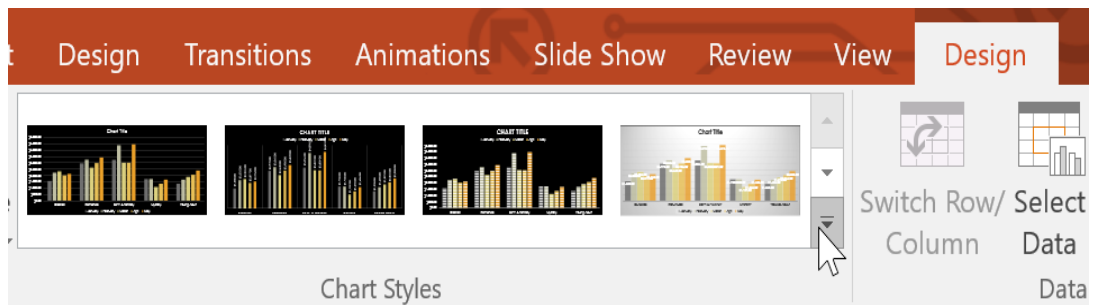 t Design Transitions Animations Slide Show Review View Design
Chart Title
CHART TITLE
CHART TITLE
Chart Title
Switch Row/
Column
Select
Data
Chart Styles
Data